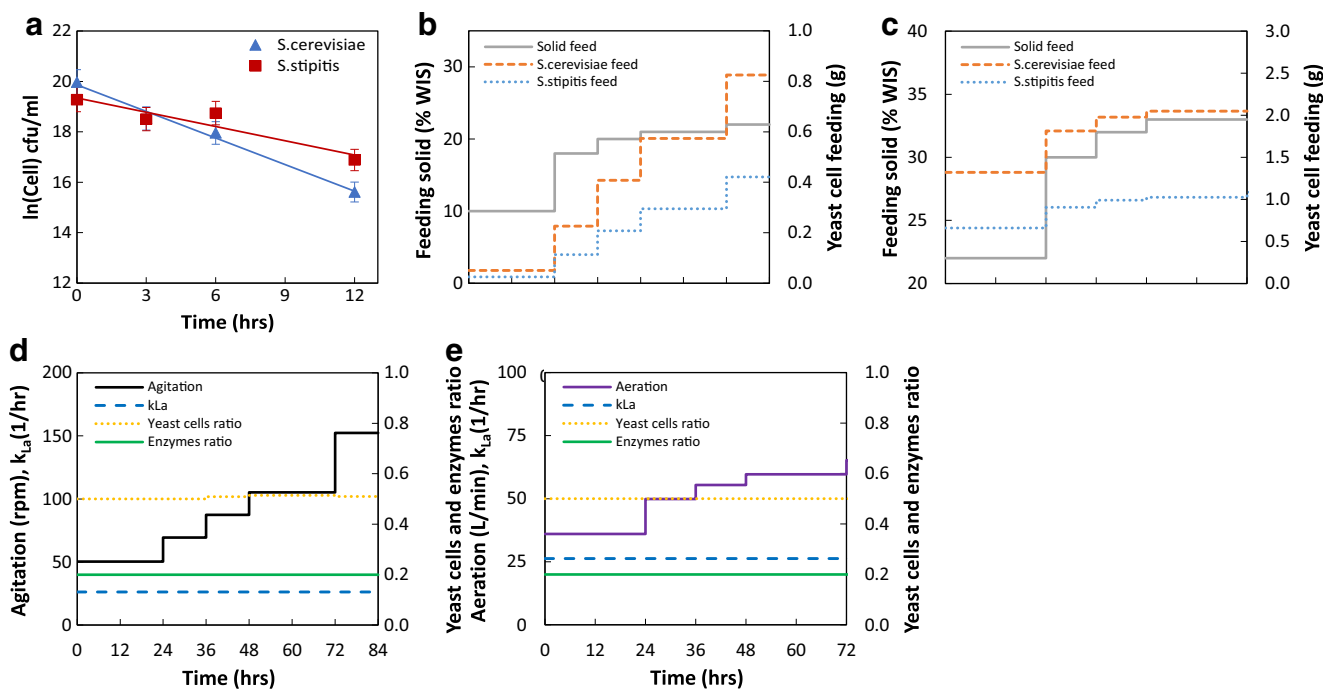 a
ln(Cell) cfu/ml
22
20
18
16
14
12
S.cerevisiae
S.stipitis
0 3 6 9 12
Time (hrs)
b
Feeding solid (% WIS)
30
20
10
0
Solid feed
S.cerevisiae feed
S.stipitis feed
1.0
0.8
0.6
0.4
0.2
0.0
Yeast cell feeding (g)
c
Feeding solid (% WIS)
40
35
30
25
20
Solid feed
S.cerevisiae feed
S.stipitis feed
3.0
2.5
2.0
1.5
1.0
0.5
0.0
Yeast cell feeding (g)
d
Agitation (rpm), kLa(1/hr)
200
150
100
50
0
Agitation
kLa
Yeast cells ratio
Enzymes ratio
1.0
0.8
0.6
0.4
0.2
0.0
Yeast cells and enzymes ratio
0 12 24 36 48 60 72 84
Time (hrs)
e
Aeration (L/min), kLa(1/hr)
100
75
50
25
0
Aeration
kLa
Yeast cells ratio
Enzymes ratio
1.0
0.8
0.6
0.4
0.2
0.0
Yeast cells and enzymes ratio
0 12 24 36 48 60 72
Time (hrs)